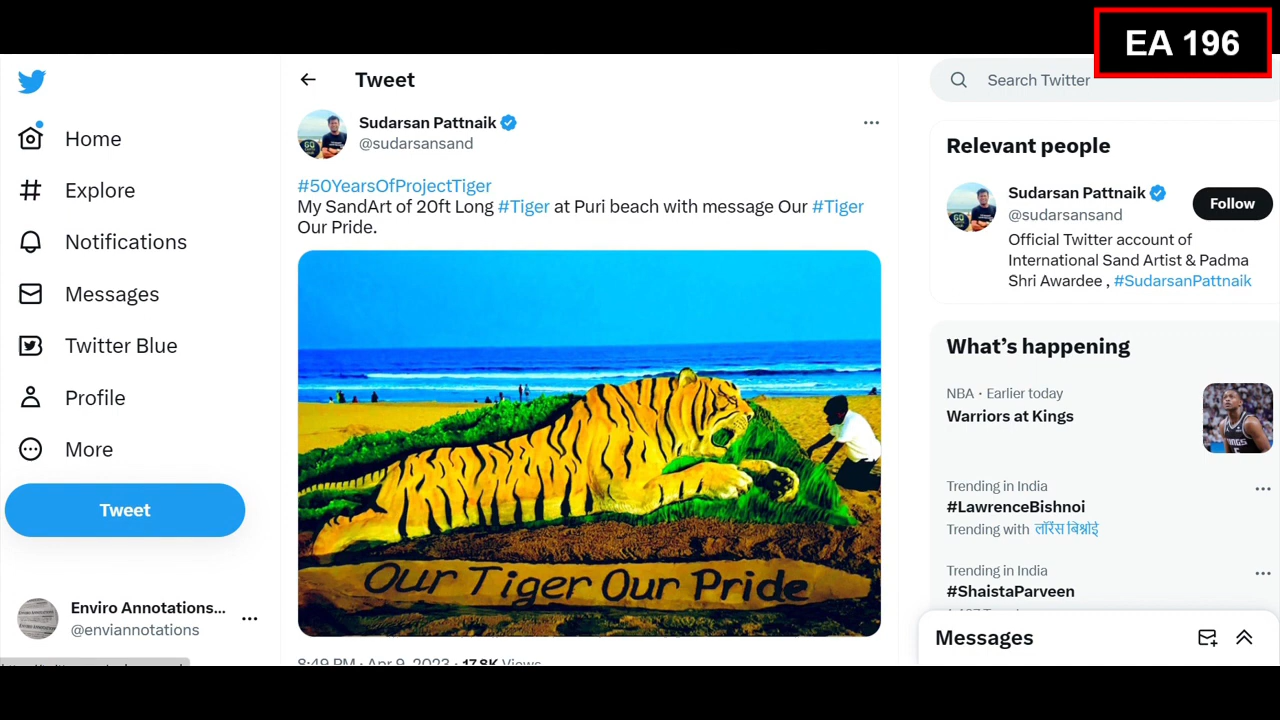 EA 196
Tweet
Search Twitter
Home
Explore
Notifications
Messages
Twitter Blue
Profile
More
Tweet
Enviro Annotations...
@enviannotations
Sudarsan Pattnaik
@sudarsansand
#50YearsOfProjectTiger
My SandArt of 20ft Long #Tiger at Puri beach with message Our #Tiger
Our Pride.
Our Tiger Our Pride
8:49 PM · Apr 9, 2023 · 17.8K Views
Relevant people
Sudarsan Pattnaik
@sudarsansand
Follow
Official Twitter account of
International Sand Artist & Padma
Shri Awardee , #SudarsanPattnaik
What's happening
NBA · Earlier today
Warriors at Kings
Trending in India
#LawrenceBishnoi
Trending with लॉरेंस बिश्नोई
Trending in India
#ShaistaParveen
Messages